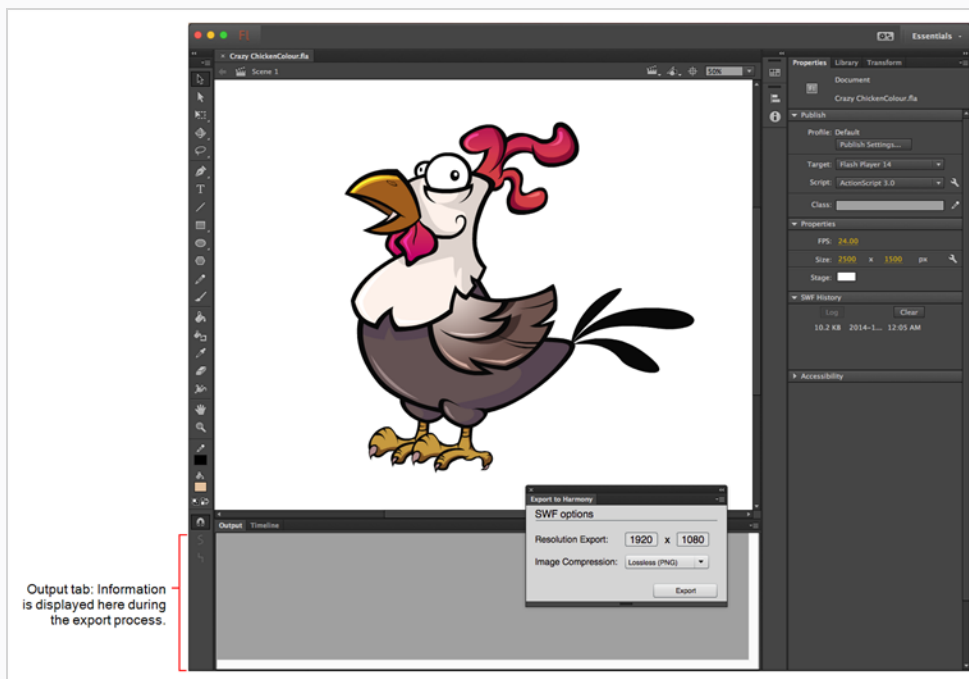 Fl
Essentials
× Crazy ChickenColour.fla
Scene 1
50%
Properties Library Transform
Document
Crazy ChickenColour.fla
Publish
Profile: Default
Publish Settings...
Target: Flash Player 14
Script: ActionScript 3.0
Class:
Properties
FPS: 24.00
Size: 2500 x 1500 px
Stage:
SWF History
Log Clear
10.2 KB 2014-1... 12:05 AM
Accessibility
Export to Harmony
SWF options
Resolution Export: 1920 x 1080
Image Compression: Lossless (PNG)
Export
Output Timeline
Output tab: Information
is displayed here during
the export process.